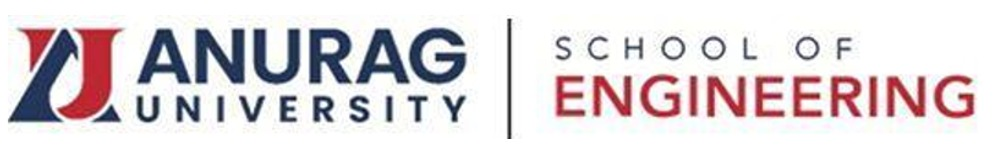 ANURAG
UNIVERSITY
SCHOOL OF
ENGINEERING